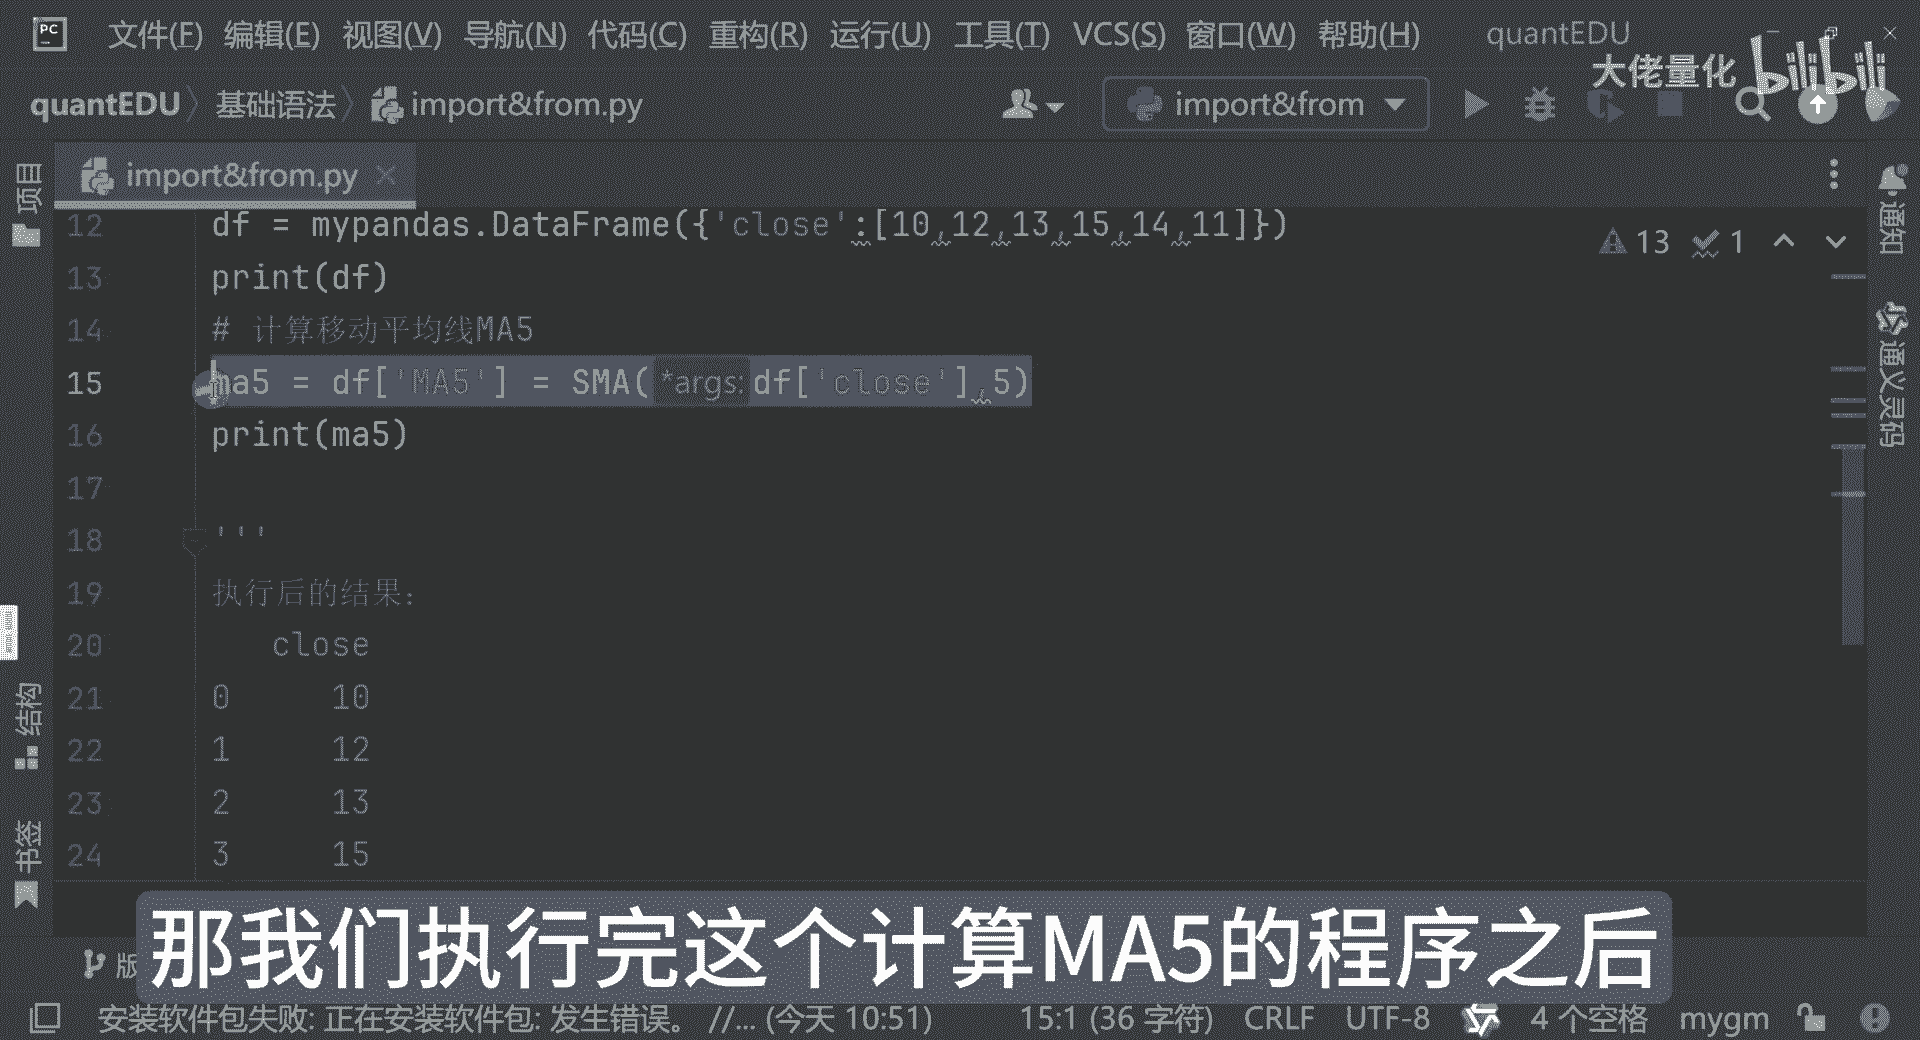 PC 文件(F) 编辑(E) 视图(V) 导航(N) 代码(C) 重构(R) 运行(U) 工具(T) VCS(S) 窗口(W) 帮助(H) quantEDU
大佬量化 bilibili
quantEDU 基础语法 import&from.py import&from
import&from.py
项目
通知
通义灵码
结构
书签
13 1
12 df = mypandas.DataFrame({'close':[10,12,13,15,14,11]})
13 print(df)
14 # 计算移动平均线MA5
15 ma5 = df['MA5'] = SMA(*args:df['close'],5)
16 print(ma5)
17
18 '''
19 执行后的结果:
20 close
21 0 10
22 1 12
23 2 13
24 3 15
那我们执行完这个计算MA5的程序之后
版
安装软件包失败: 正在安装软件包: 发生错误。 //... (今天 10:51) 15:1 (36 字符) CRLF UTF-8 4 个空格 mygm